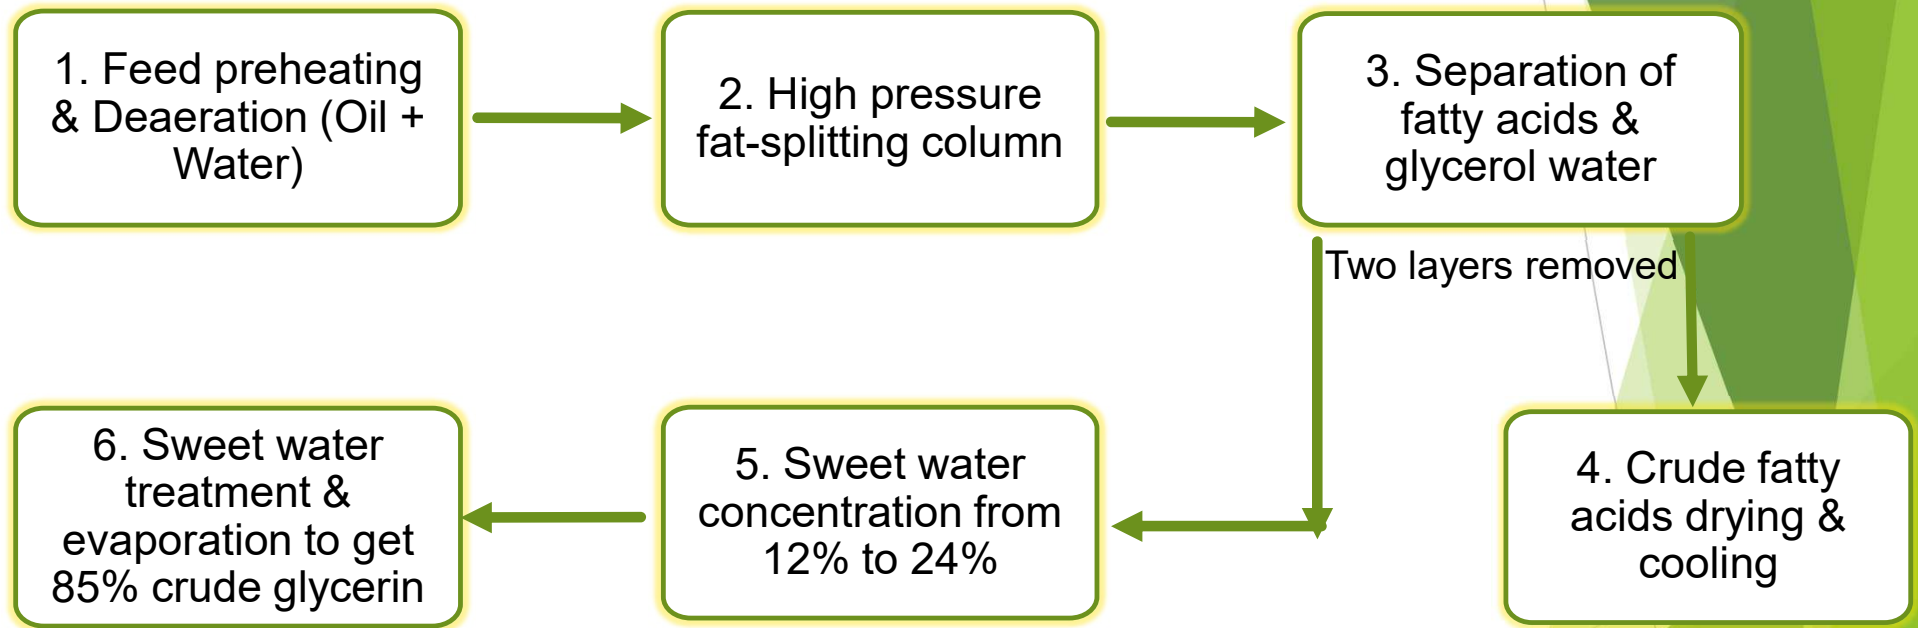 1. Feed preheating
& Deaeration (Oil +
Water)
2. High pressure
fat-splitting column
3. Separation of
fatty acids &
glycerol water
Two layers removed
4. Crude fatty
acids drying &
cooling
5. Sweet water
concentration from
12% to 24%
6. Sweet water
treatment &
evaporation to get
85% crude glycerin